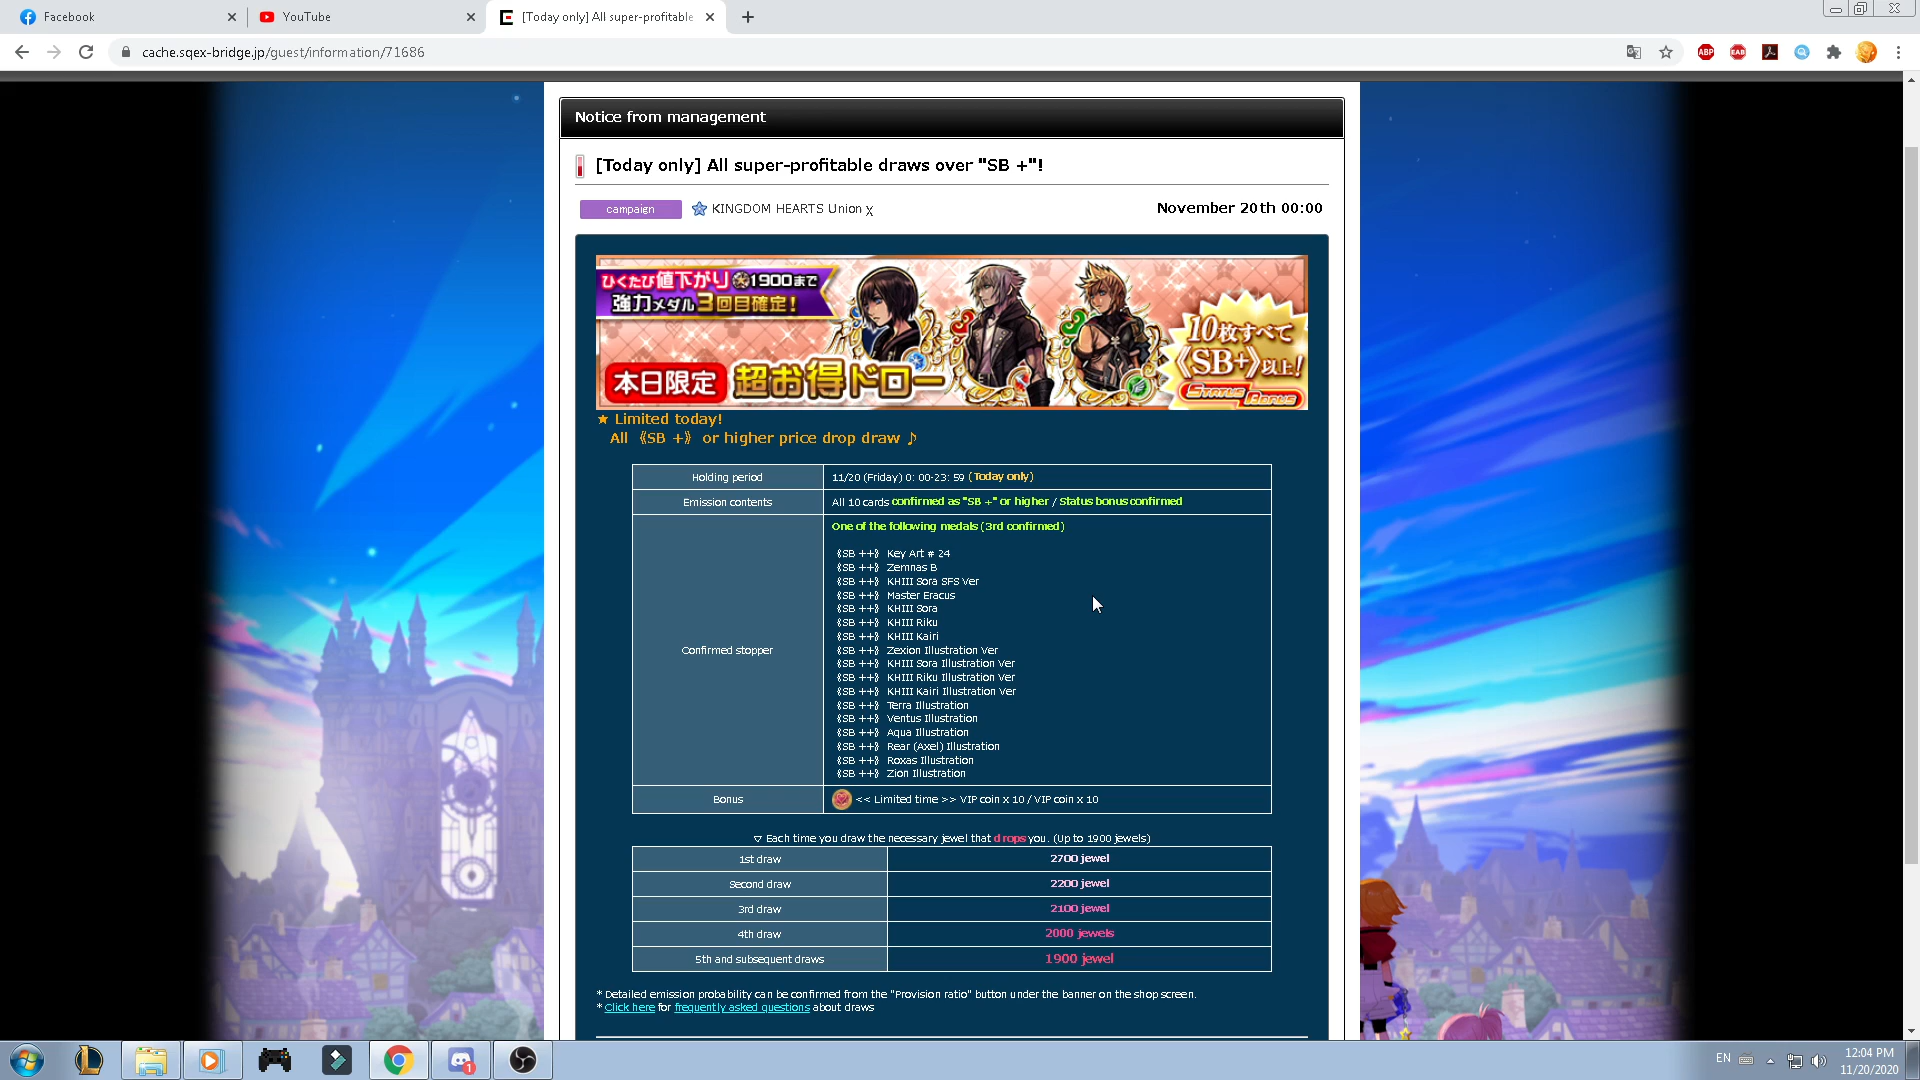 Facebook
YouTube
[Today only] All super-profitable
cache.sqex-bridge.jp/guest/information/71686
ABP
EAB
Notice from management
[Today only] All super-profitable draws over "SB +"!
campaign
KINGDOM HEARTS Union χ
November 20th 00:00
ひくたび値下がり 1900まで
強力メダル3回目確定!
本日限定 超お得ドロー
10枚すべて
《SB+》以上!
STATUS BONUS
★ Limited today!
All 《SB +》 or higher price drop draw ♪
Holding period
11/20 (Friday) 0: 00-23: 59 (Today only)
Emission contents
All 10 cards confirmed as "SB +" or higher / Status bonus confirmed
Confirmed stopper
One of the following medals (3rd confirmed)
《SB ++》 Key Art # 24
《SB ++》 Zemnas B
《SB ++》 KHIII Sora SFS Ver
《SB ++》 Master Eracus
《SB ++》 KHIII Sora
《SB ++》 KHIII Riku
《SB ++》 KHIII Kairi
《SB ++》 Zexion Illustration Ver
《SB ++》 KHIII Sora Illustration Ver
《SB ++》 KHIII Riku Illustration Ver
《SB ++》 KHIII Kairi Illustration Ver
《SB ++》 Terra Illustration
《SB ++》 Ventus Illustration
《SB ++》 Aqua Illustration
《SB ++》 Rear (Axel) Illustration
《SB ++》 Roxas Illustration
《SB ++》 Zion Illustration
Bonus
<< Limited time >> VIP coin x 10 / VIP coin x 10
▽ Each time you draw the necessary jewel that drops you. (Up to 1900 jewels)
1st draw
2700 jewel
Second draw
2200 jewel
3rd draw
2100 jewel
4th draw
2000 jewels
5th and subsequent draws
1900 jewel
* Detailed emission probability can be confirmed from the "Provision ratio" button under the banner on the shop screen.
* Click here for frequently asked questions about draws
1
EN
12:04 PM
11/20/2020